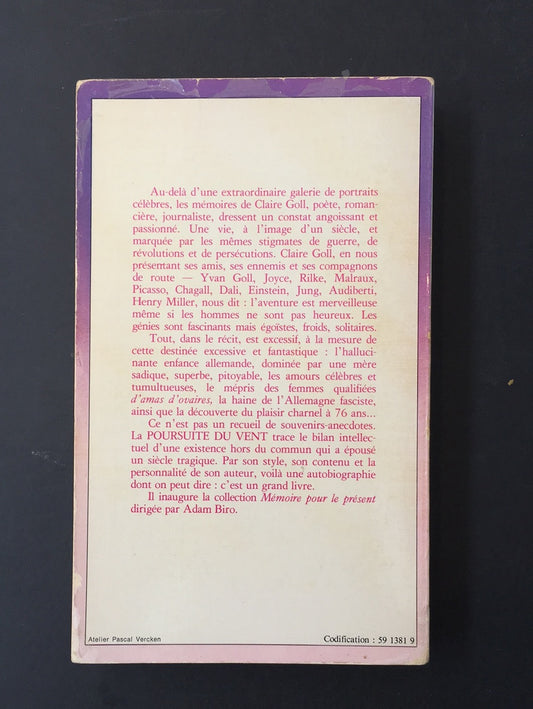 Au-delà d'une extraordinaire galerie de portraits
célèbres, les mémoires de Claire Goll, poète, roman-
cière, journaliste, dressent un constat angoissant et
passionné. Une vie, à l'image d'un siècle, et
marquée par les mêmes stigmates de guerre, de
révolutions et de persécutions. Claire Goll, en nous
présentant ses amis, ses ennemis et ses compagnons
de route — Yvan Goll, Joyce, Rilke, Malraux,
Picasso, Chagall, Dali, Einstein, Jung, Audiberti,
Henry Miller, nous dit : l'aventure est merveilleuse
même si les hommes ne sont pas heureux. Les
génies sont fascinants mais égoïstes, froids, solitaires.
Tout, dans le récit, est excessif, à la mesure de
cette destinée excessive et fantastique : l'halluci-
nante enfance allemande, dominée par une mère
sadique, superbe, pitoyable, les amours célèbres et
tumultueuses, le mépris des femmes qualifiées
d'amas d'ovaires, la haine de l'Allemagne fasciste,
ainsi que la découverte du plaisir charnel à 76 ans...
Ce n'est pas un recueil de souvenirs-anecdotes.
La POURSUITE DU VENT trace le bilan intellec-
tuel d'une existence hors du commun qui a épousé
un siècle tragique. Par son style, son contenu et la
personnalité de son auteur, voilà une autobiographie
dont on peut dire : c'est un grand livre.
Il inaugure la collection Mémoire pour le présent
dirigée par Adam Biro.
Atelier Pascal Vercken
Codification : 59 1381 9